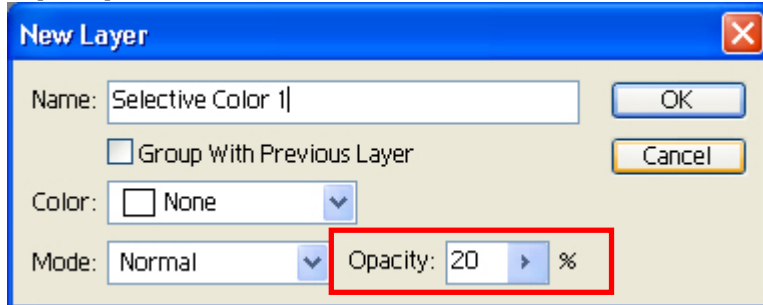 New Layer
Name: Selective Color 1 OK
Group With Previous Layer Cancel
Color: None
Mode: Normal Opacity: 20 %